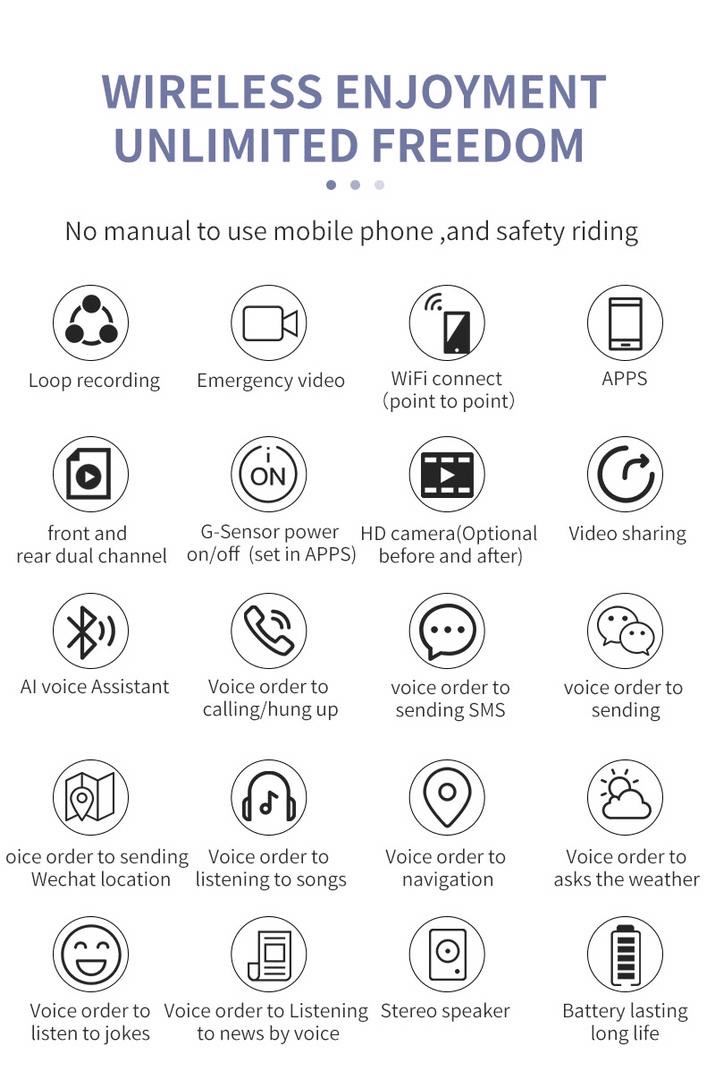 WIRELESS ENJOYMENT
UNLIMITED FREEDOM
No manual to use mobile phone ,and safety riding
Loop recording
Emergency video
WiFi connect
(point to point)
APPS
front and
rear dual channel
ON
G-Sensor power
on/off (set in APPS)
HD camera(Optional
before and after)
Video sharing
AI voice Assistant
Voice order to
calling/hung up
voice order to
sending SMS
voice order to
sending
oice order to sending
Wechat location
Voice order to
listening to songs
Voice order to
navigation
Voice order to
asks the weather
Voice order to
listen to jokes
Voice order to Listening
to news by voice
Stereo speaker
Battery lasting
long life